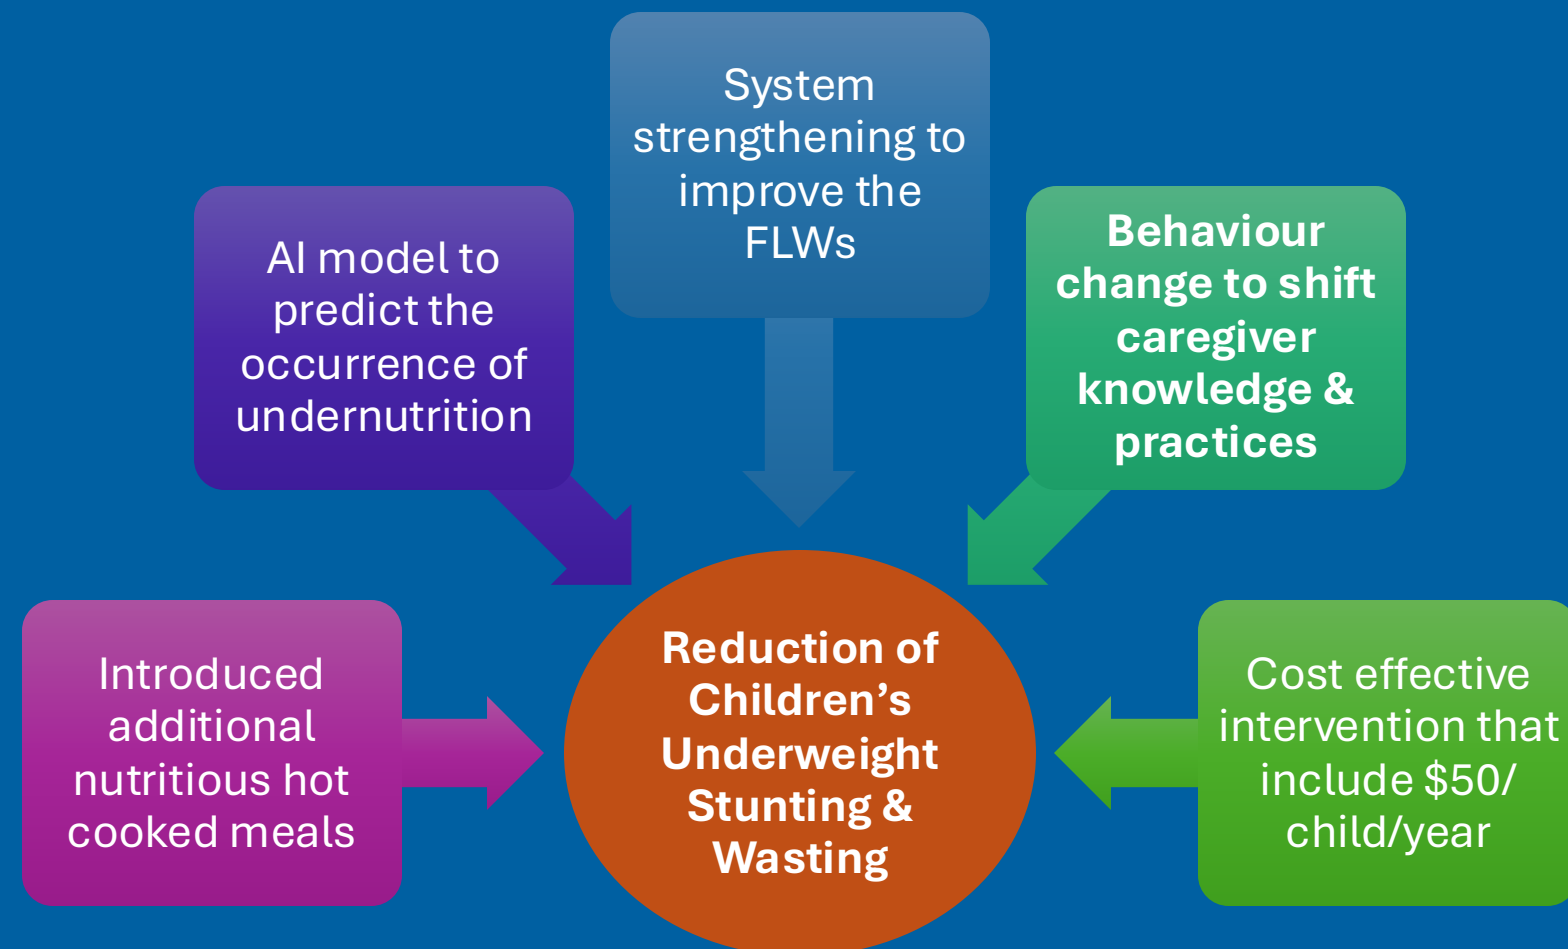 System
strengthening to
improve the
FLWs
AI model to
predict the
occurrence of
undernutrition
Behaviour
change to shift
caregiver
knowledge &
practices
Introduced
additional
nutritious hot
cooked meals
Reduction of
Children’s
Underweight
Stunting &
Wasting
Cost effective
intervention that
include $50/
child/year